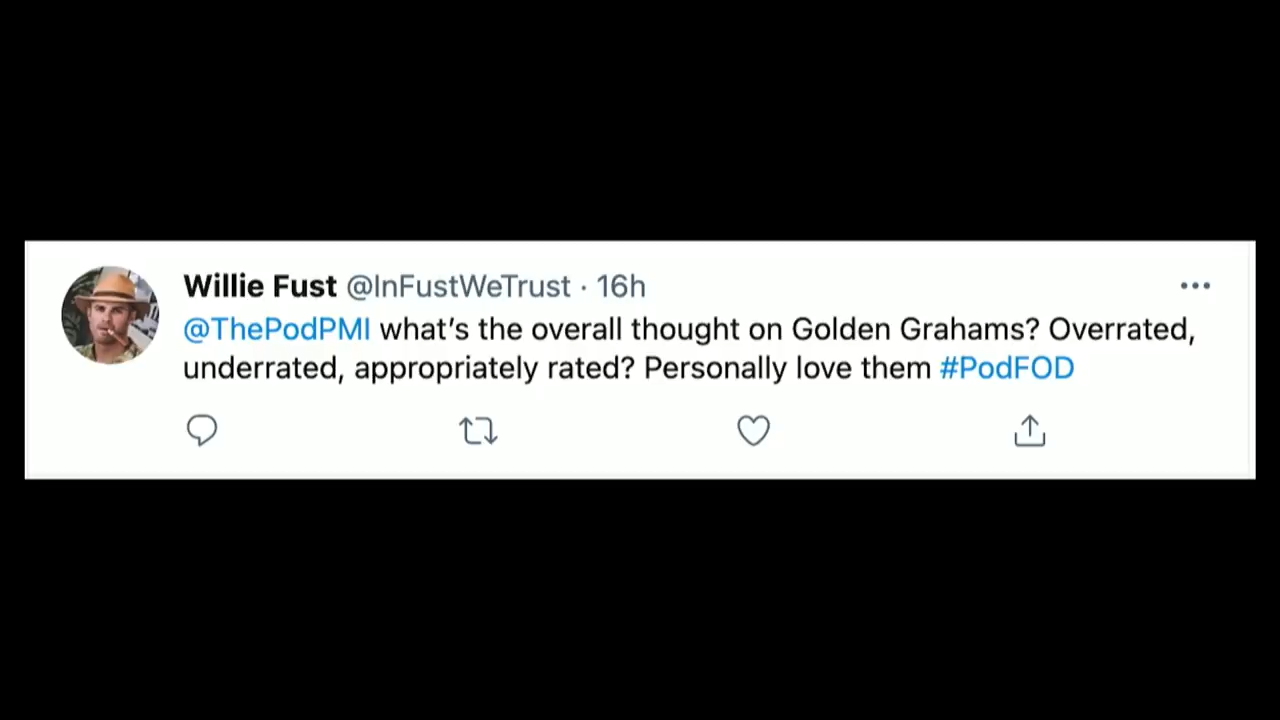 Willie Fust @InFustWeTrust · 16h
@ThePodPMI what’s the overall thought on Golden Grahams? Overrated,
underrated, appropriately rated? Personally love them #PodFOD